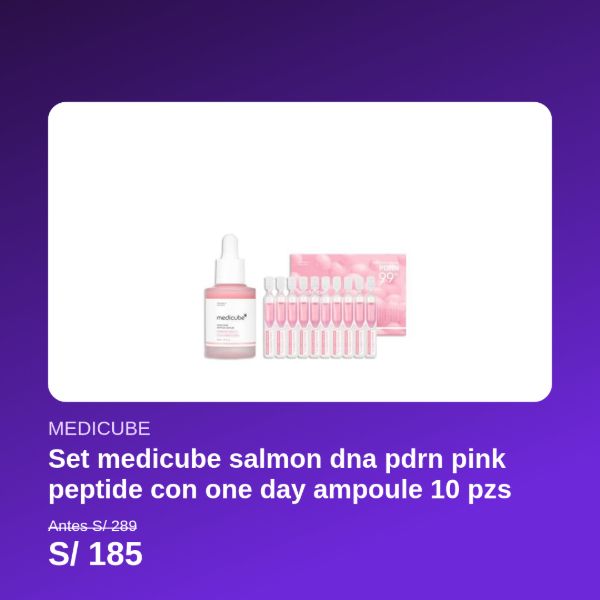 PDRN
99
medicube
MEDICUBE
Set medicube salmon dna pdrn pink
peptide con one day ampoule 10 pzs
Antes S/ 289
S/ 185